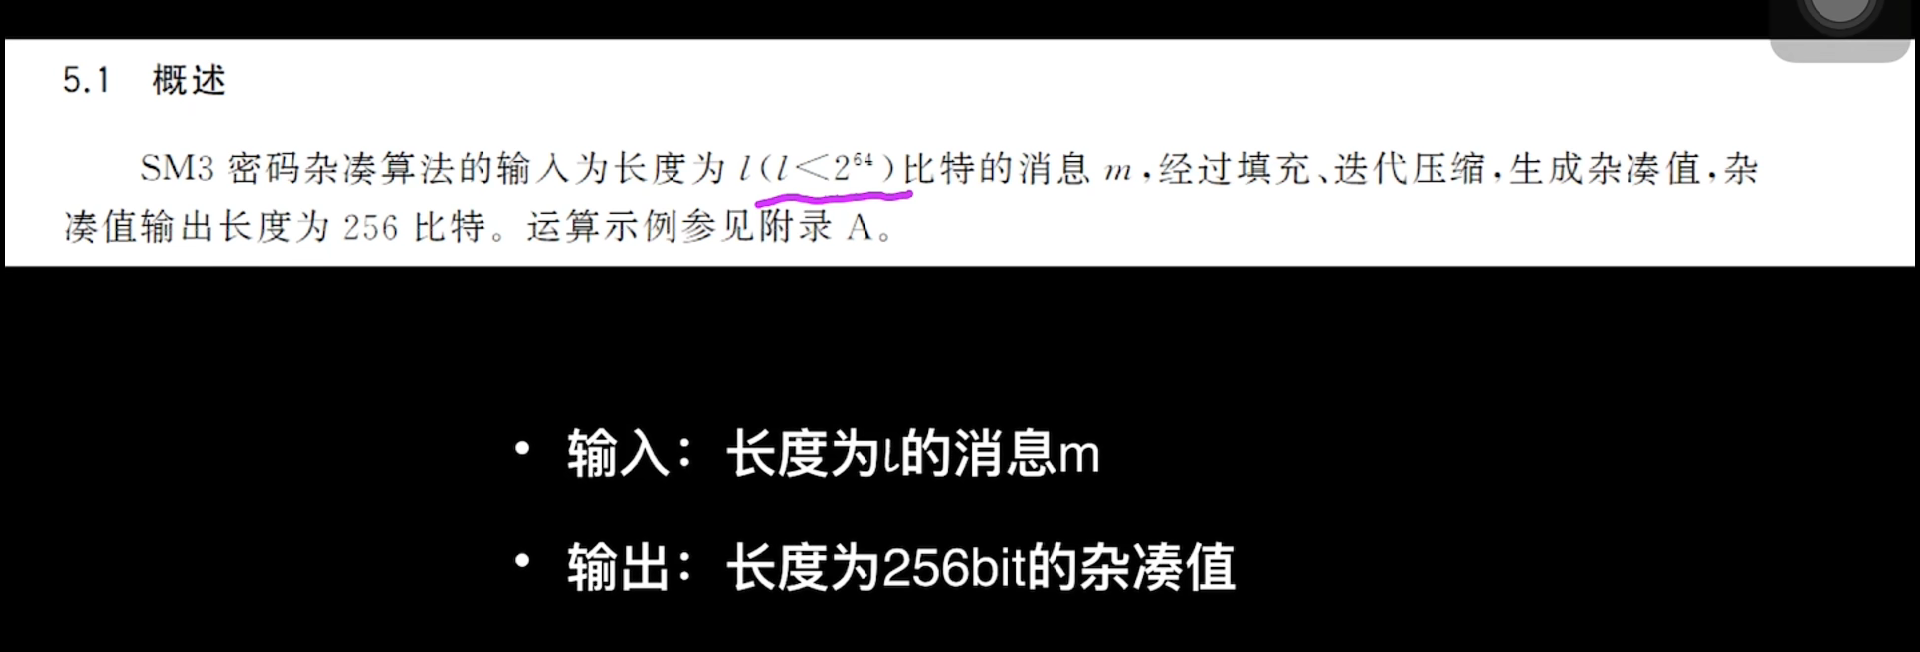 5.1 概述
SM3 密码杂凑算法的输入为长度为 l(l<2⁶⁴)比特的消息 m,经过填充、迭代压缩,生成杂凑值,杂
凑值输出长度为 256 比特。运算示例参见附录 A。
• 输入：长度为l的消息m
• 输出：长度为256bit的杂凑值